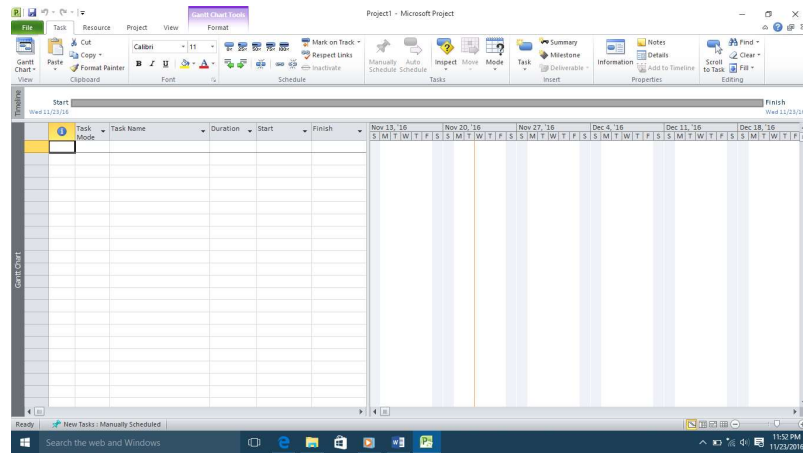 Gantt Chart Tools
Project1 - Microsoft Project
File Task Resource Project View Format
Gantt Chart
View
Paste
Cut
Copy
Format Painter
Clipboard
Calibri 11
B I U A
Font
0% 25% 50% 75% 100%
Mark on Track
Respect Links
Inactivate
Schedule
Manually Schedule
Auto Schedule
Inspect Move Mode
Tasks
Task
Summary
Milestone
Deliverable
Insert
Information
Notes
Details
Add to Timeline
Properties
Scroll to Task
Find
Clear
Fill
Editing
Timeline
Start
Wed 11/23/16
Finish
Wed 11/23/16
Task Mode Task Name Duration Start Finish
Nov 13, '16 Nov 20, '16 Nov 27, '16 Dec 4, '16 Dec 11, '16 Dec 18, '16
S M T W T F S S M T W T F S S M T W T F S S M T W T F S S M T W T F S S M T W T F
Gantt Chart
Ready New Tasks : Manually Scheduled
Search the web and Windows
11:52 PM
11/23/2016